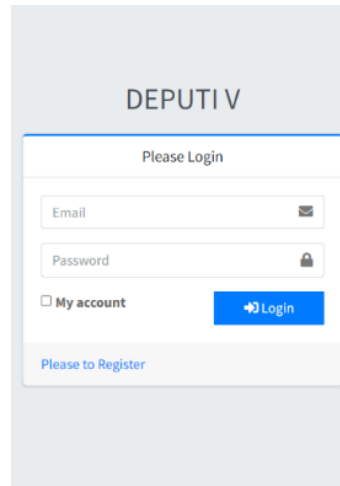 DEPUTI V
Please Login
Email
Password
My account
Login
Please to Register